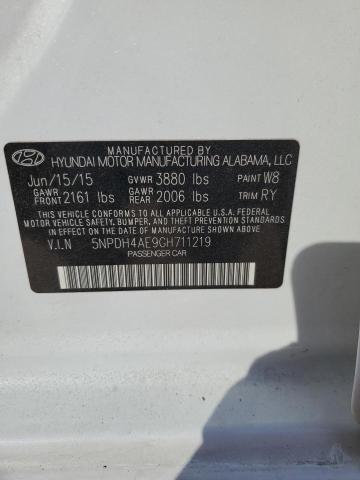 MANUFACTURED BY
HYUNDAI MOTOR MANUFACTURING ALABAMA, LLC
Jun/15/15 GVWR 3880 lbs PAINT W8
GAWR FRONT 2161 lbs GAWR REAR 2006 lbs TRIM RY
THIS VEHICLE CONFORMS TO ALL APPLICABLE U.S.A. FEDERAL
MOTOR VEHICLE SAFETY, BUMPER, AND THEFT PREVENTION
STANDARDS IN EFFECT ON THE DATE OF MANUFACTURE SHOWN ABOVE.
V.I.N 5NPDH4AE9GH711219
PASSENGER CAR